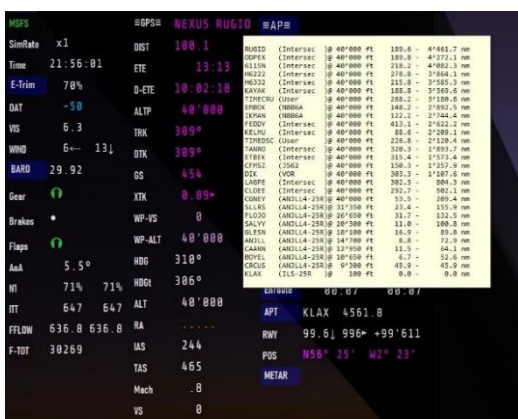 MSFS
SimRate x1
Time 21:56:01
E-Trim 70%
OAT -50
VIS 6.3
WIND 6← 13↓
BARO 29.92
Gear
Brakes
Flaps
AoA 5.5°
N1 71% 71%
ITT 647 647
FFLOW 636.8 636.8
F-TOT 30269
≡GPS≡ NEXUS RUGID
DIST 100.1
ETE 13:13
D-ETE 10:02:18
ALTP 40'000
TRK 309°
DTK 309°
GS 454
XTK 0.09▸
WP-VS 0
WP-ALT 40'000
HDG 310°
HDGt 306°
ALT 40'000
RA .....
IAS 244
TAS 465
Mach .8
VS 0
≡AP≡
RUGID (Intersec )@ 40°000 ft 189.6 - 4°461.7 nm
ODPEX (Intersec )@ 40°000 ft 189.8 - 4°272.1 nm
6115N (Intersec )@ 40°000 ft 218.2 - 4°082.3 nm
H6222 (Intersec )@ 40°000 ft 278.8 - 3°864.1 nm
H6332 (Intersec )@ 40°000 ft 215.8 - 3°585.3 nm
KAYAK (Intersec )@ 40°000 ft 188.8 - 3°369.6 nm
TIMECRU (User )@ 40°000 ft 288.2 - 3°180.8 nm
EMBOK (N886A )@ 40°000 ft 148.2 - 2°892.5 nm
IKMAN (N886A )@ 40°000 ft 122.2 - 2°744.4 nm
FEDDY (Intersec )@ 40°000 ft 413.1 - 2°622.2 nm
KELMU (Intersec )@ 40°000 ft 88.6 - 2°209.1 nm
TIMEDSC (User )@ 40°000 ft 226.8 - 2°120.4 nm
TANRO (Intersec )@ 40°000 ft 320.3 - 1°893.7 nm
ETBEK (Intersec )@ 40°000 ft 315.4 - 1°573.4 nm
CFMSZ (J562 )@ 40°000 ft 150.3 - 1°257.9 nm
DIK (VOR )@ 40°000 ft 303.3 - 1°107.6 nm
LAGPE (Intersec )@ 40°000 ft 302.5 - 804.3 nm
CLOEE (Intersec )@ 40°000 ft 292.7 - 502.1 nm
CGNEY (ANJLL4-25R)@ 40°000 ft 53.5 - 209.4 nm
SLLRS (ANJLL4-25R)@ 31°350 ft 23.4 - 155.9 nm
FLOJO (ANJLL4-25R)@ 26°650 ft 31.7 - 132.5 nm
SALYY (ANJLL4-25R)@ 20°300 ft 11.0 - 100.8 nm
GLESN (ANJLL4-25R)@ 18°100 ft 16.9 - 89.8 nm
ANJLL (ANJLL4-25R)@ 14°700 ft 8.8 - 72.9 nm
CAANN (ANJLL4-25R)@ 12°950 ft 11.5 - 64.1 nm
BOYEL (ANJLL4-25R)@ 10°650 ft 6.7 - 52.6 nm
CRCUS (ANJLL4-25R)@ 9°300 ft 45.9 - 45.9 nm
KLAX (ILS-25R )@ 100 ft 0.0 - 0.0 nm
Enroute 00:07 00:07
APT KLAX 4561.8
RWY 99.6↓ 996▸ +99'611
POS N56° 25' W2° 23'
METAR